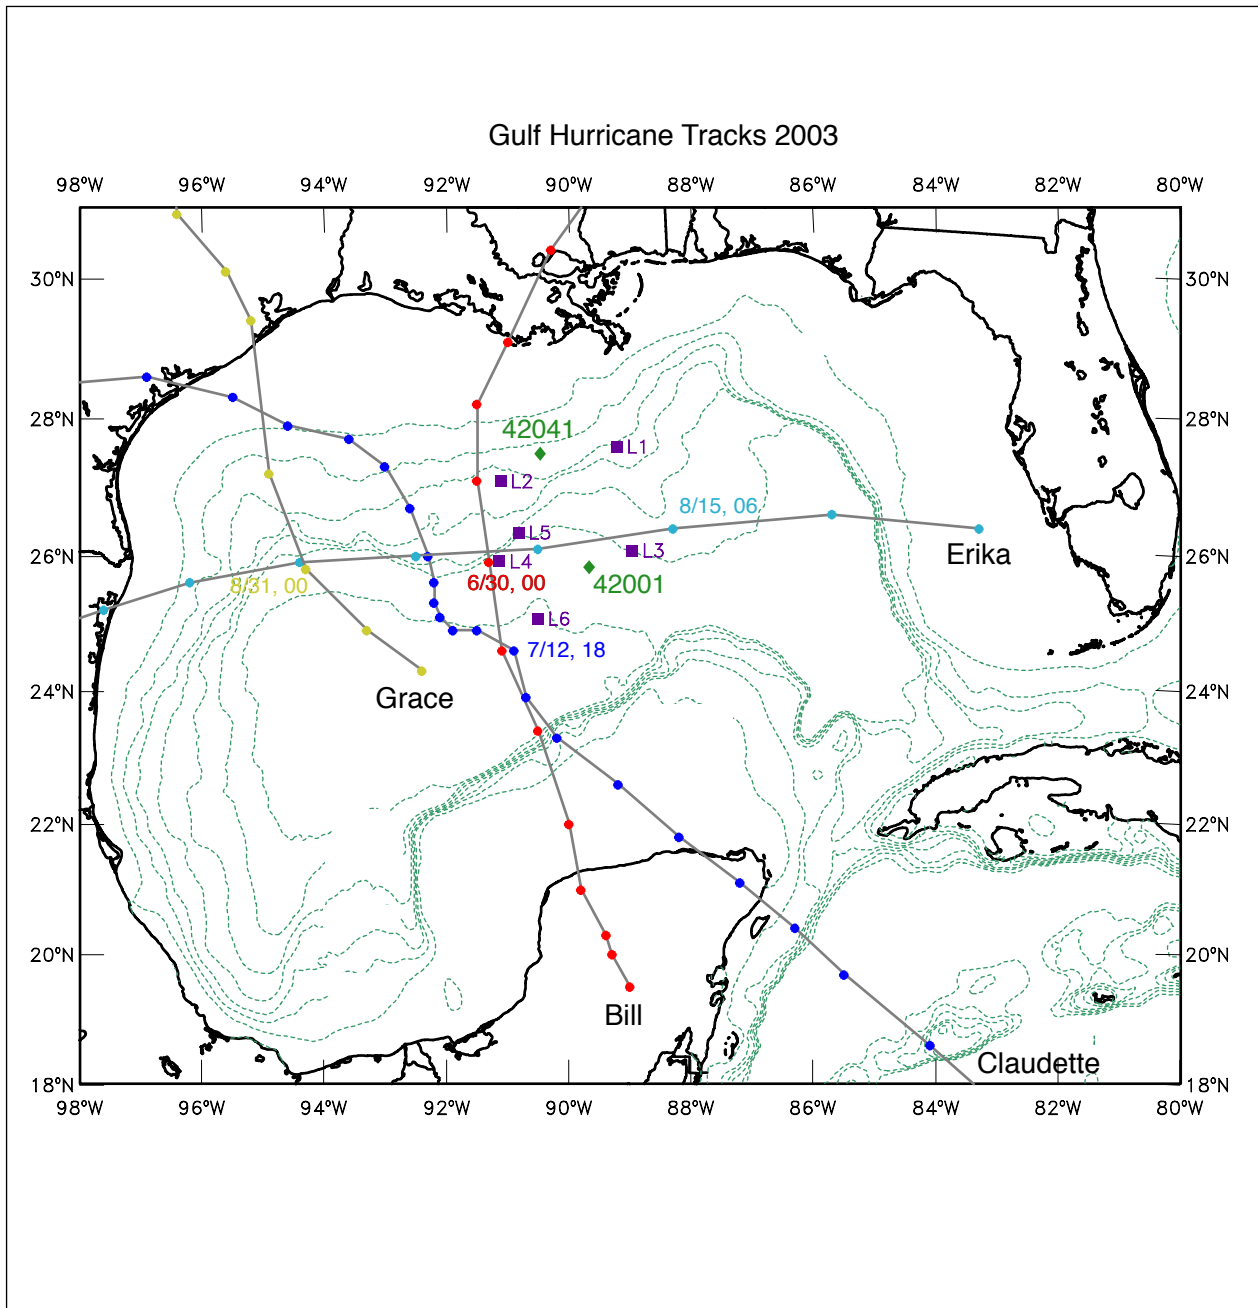 Gulf Hurricane Tracks 2003
98°W 96°W 94°W 92°W 90°W 88°W 86°W 84°W 82°W 80°W
30°N 30°N
28°N 28°N
42041
L1
L2
8/15, 06
L5
26°N L3 Erika 26°N
L4
8/31, 00 6/30, 00 42001
L6
7/12, 18
24°N Grace 24°N
22°N 22°N
20°N 20°N
Bill
Claudette
18°N 18°N
98°W 96°W 94°W 92°W 90°W 88°W 86°W 84°W 82°W 80°W